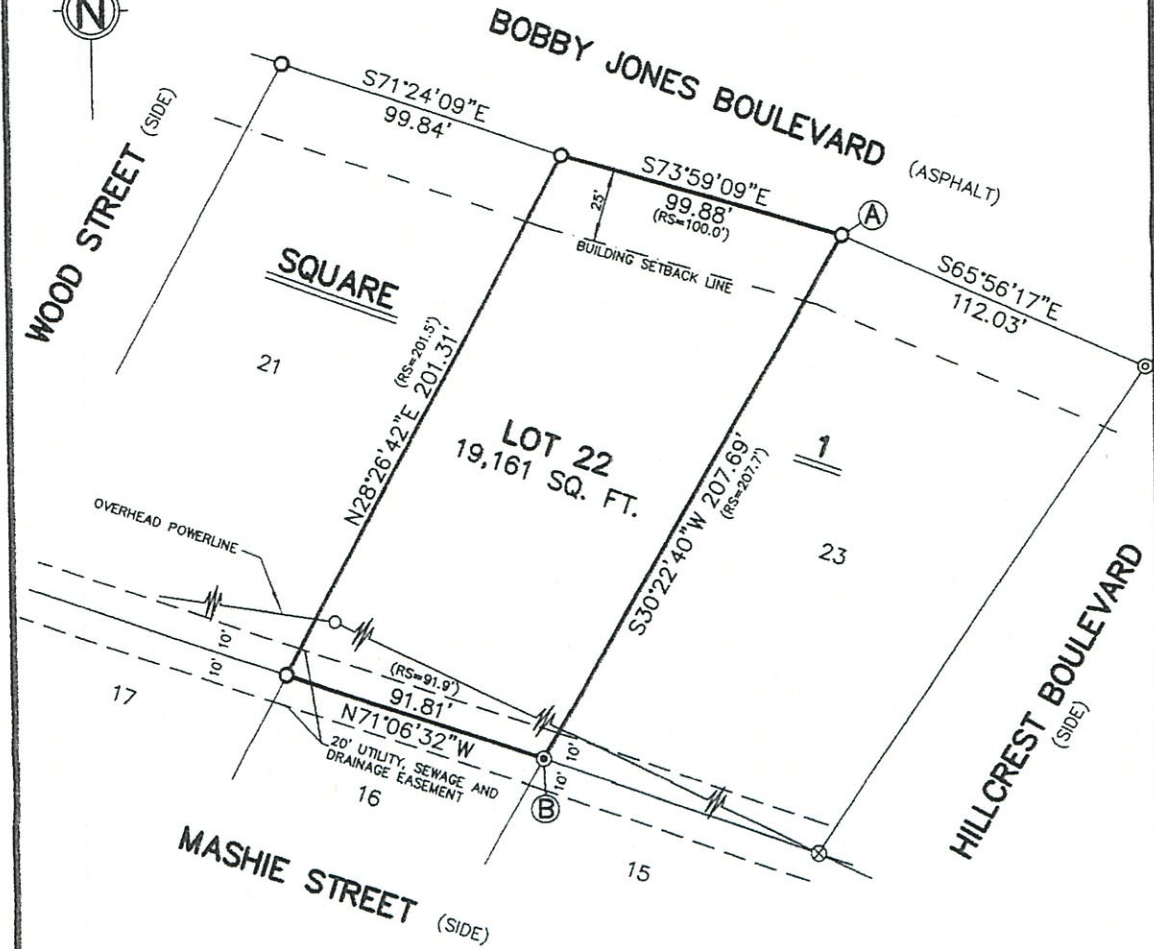 N
BOBBY JONES BOULEVARD (ASPHALT)
WOOD STREET (SIDE)
S71°24'09"E
99.84'
S73°59'09"E
99.88'
(RS=100.0')
25'
BUILDING SETBACK LINE
A
S65°56'17"E
112.03'
SQUARE
21
(RS=201.5')
N28°26'42"E 201.31'
LOT 22
19,161 SQ. FT.
1
S30°22'40"W 207.69'
(RS=207.7')
23
OVERHEAD POWERLINE
10'
10'
17
(RS=91.9')
91.81'
N71°06'32"W
20' UTILITY, SEWAGE AND
DRAINAGE EASEMENT
10'
10'
B
16
15
HILLCREST BOULEVARD
(SIDE)
MASHIE STREET (SIDE)